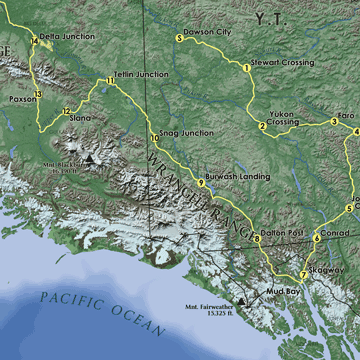 Y.T.
5 Dawson City
14 Delta Junction
1 Stewart Crossing
11 Tetlin Junction
13
Paxson
12
Slana
2 Yukon
Crossing
3 Faro
4
10 Snag Junction
Mnt. Blackburn
16,390 ft.
WRANGELL RANGE
9 Burwash Landing
5
8 Dalton Post
6 Conrad
7 Skagway
Mud Bay
PACIFIC OCEAN
Mnt. Fairweather
15,325 ft.